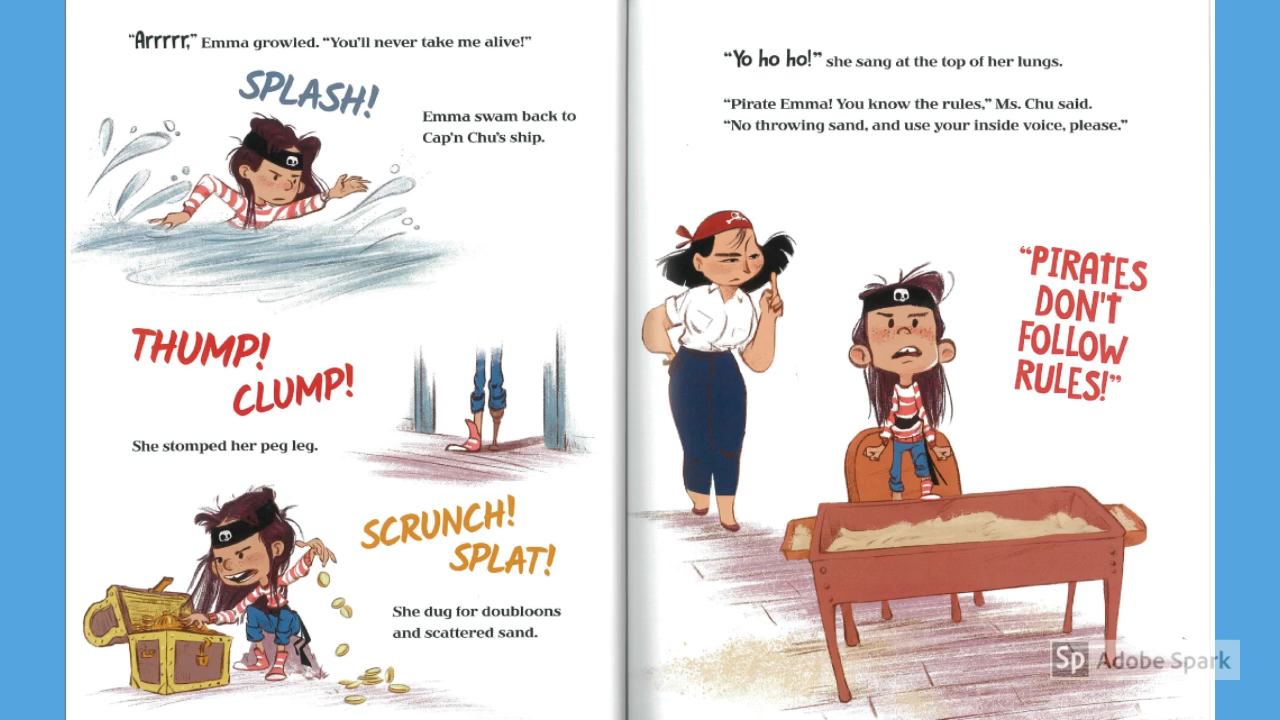 “Arrrrr,” Emma growled. “You’ll never take me alive!”
SPLASH!
Emma swam back to
Cap’n Chu’s ship.
THUMP!
CLUMP!
She stomped her peg leg.
SCRUNCH!
SPLAT!
She dug for doubloons
and scattered sand.
“Yo ho ho!” she sang at the top of her lungs.
“Pirate Emma! You know the rules,” Ms. Chu said.
“No throwing sand, and use your inside voice, please.”
“PIRATES
DON'T
FOLLOW
RULES!”
Sp Adobe Spark